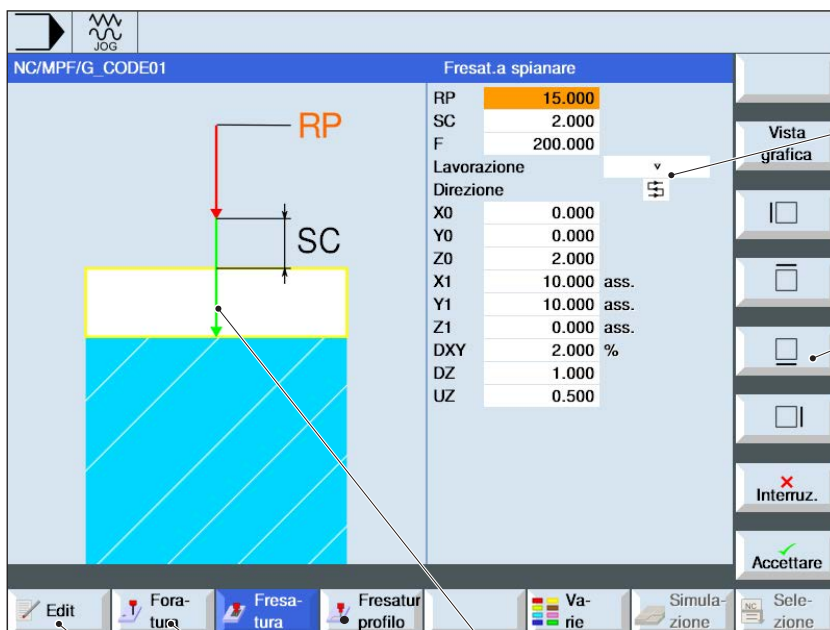 JOG
NC/MPF/G_CODE01
Fresat.a spianare
RP
SC
RP 15.000
SC 2.000
F 200.000
Lavorazione ▿
Direzione
X0 0.000
Y0 0.000
Z0 2.000
X1 10.000 ass.
Y1 10.000 ass.
Z1 0.000 ass.
DXY 2.000 %
DZ 1.000
UZ 0.500
Vista
grafica
Interruz.
Accettare
Edit
Fora-
tura
Fresa-
tura
Fresatur
profilo
Va-
rie
Simula-
zione
NC
Sele-
zione